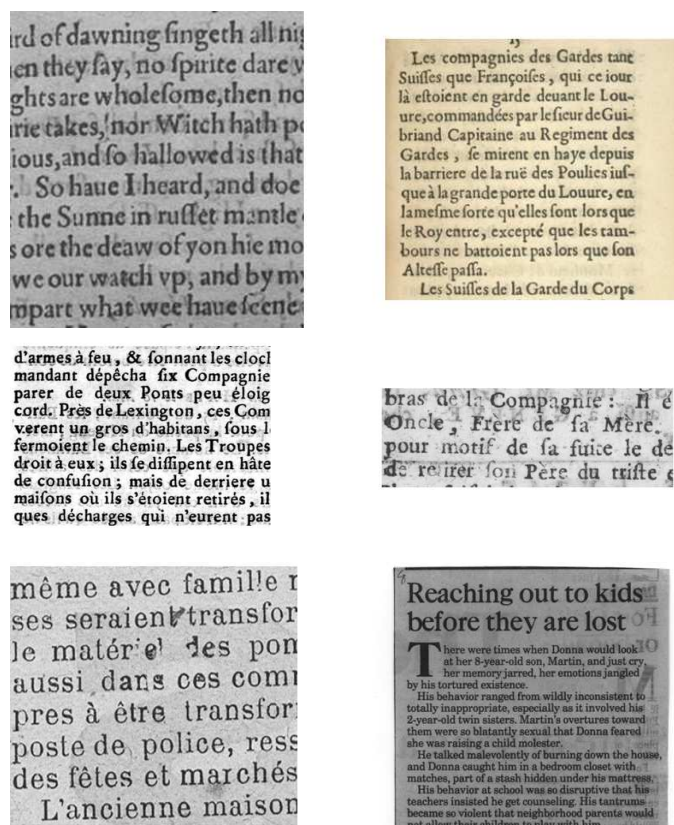 ird of dawning ſingeth all nig
en they ſay, no ſpirite dare
ghts are wholeſome, then no
rie takes, nor Witch hath
ious, and ſo hallowed is that
So haue I heard, and doe
the Sunne in ruſſet mantle
ore the deaw of yon hie mo
we our watch vp, and by my
mpart what wee haue ſeene
Les compagnies des Gardes tant
Suiſſes que Françoiſes, qui ce iour
là eſtoient en garde deuant le Lou-
ure, commandées par le ſieur de Gui-
briand Capitaine au Regiment des
Gardes, ſe mirent en haye depuis
la barriere de la ruë des Poulies iuſ-
que à la grande porte du Louure, en
la meſme ſorte qu'elles ſont lors que
le Roy entre, excepté que les tam-
bours ne battoient pas lors que ſon
Alteſſe paſſa.
Les Suiſſes de la Garde du Corps
d'armes à feu, & ſonnant les cloc
mandant dépêcha ſix Compagnie
parer de deux Ponts peu éloig
cord. Près de Lexington, ces Com
verent un gros d'habitans, ſous l
fermoient le chemin. Les Troupes
droit à eux; ils ſe diſſipent en hâte
de confuſion; mais de derriere u
maiſons où ils s'étoient retirés, il
ques décharges qui n'eurent pas
bras de la Compagnie: Il é
Oncle, Frère de ſa Mère.
pour motif de ſa fuite le de
de retirer ſon Père du triſte
même avec famille
ses seraient transfor
le matériel des pom
aussi dans ces com
pres à être transfor
poste de police, ress
des fêtes et marchés
L'ancienne maison
Reaching out to kids
before they are lost
There were times when Donna would look
at her 8-year-old son, Martin, and just cry,
her memory jarred, her emotions jangled
by his tortured existence.
His behavior ranged from wildly inconsistent to
totally inappropriate, especially as it involved his
2-year-old twin sisters. Martin's overtures toward
them were so blatantly sexual that Donna feared
she was raising a child molester.
He talked malevolently of burning down the house,
and Donna caught him in a bedroom closet with
matches, part of a stash hidden under his mattress.
His behavior at school was so disruptive that his
teachers insisted he get counseling. His tantrums
became so violent that neighborhood parents would
not allow their children to play with him.